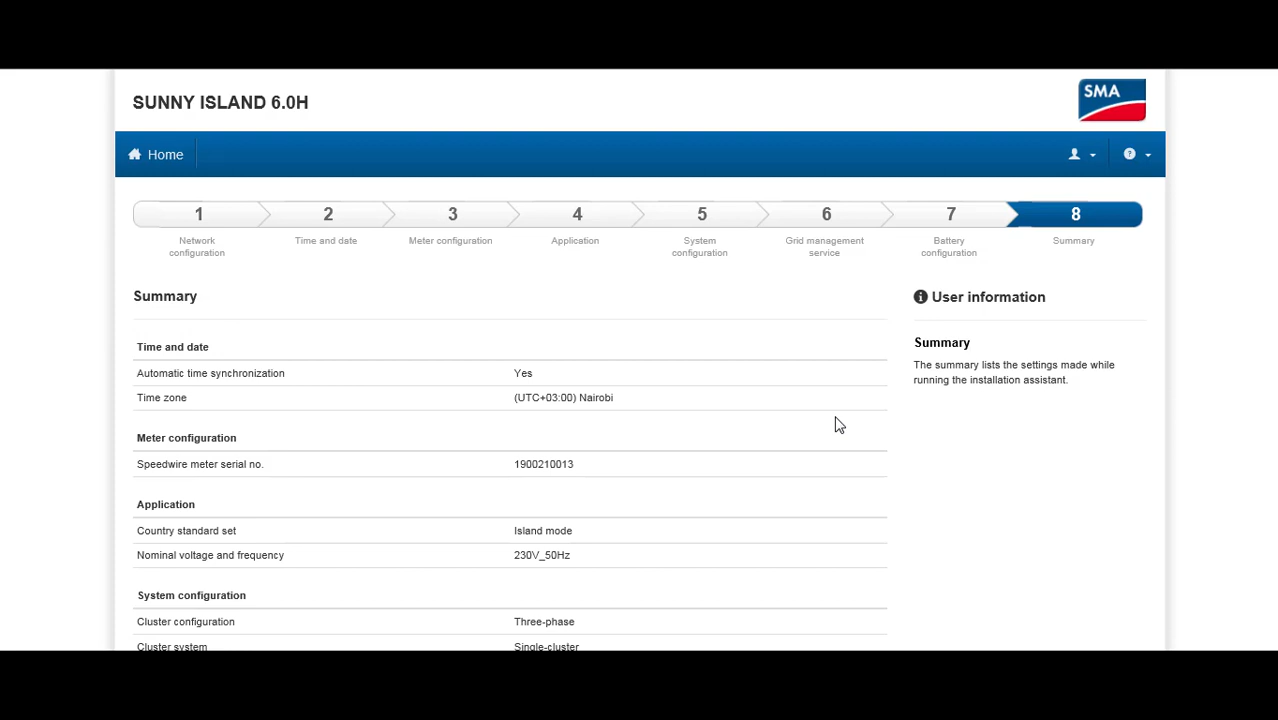 SUNNY ISLAND 6.0H
SMA
Home
1 2 3 4 5 6 7 8
Network configuration
Time and date
Meter configuration
Application
System configuration
Grid management service
Battery configuration
Summary
Summary
Time and date
Automatic time synchronization Yes
Time zone (UTC+03:00) Nairobi
Meter configuration
Speedwire meter serial no. 1900210013
Application
Country standard set Island mode
Nominal voltage and frequency 230V_50Hz
System configuration
Cluster configuration Three-phase
Cluster system Single-cluster
User information
Summary
The summary lists the settings made while
running the installation assistant.